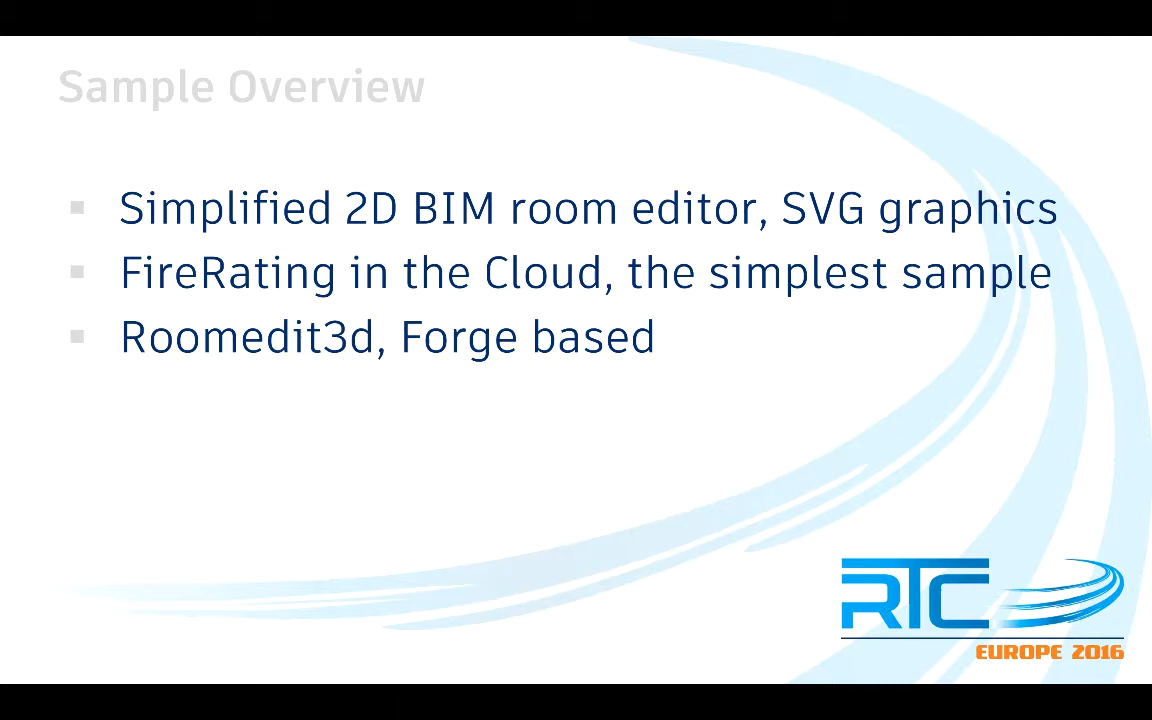 Sample Overview
▪ Simplified 2D BIM room editor, SVG graphics
▪ FireRating in the Cloud, the simplest sample
▪ Roomedit3d, Forge based
RTC
EUROPE 2016